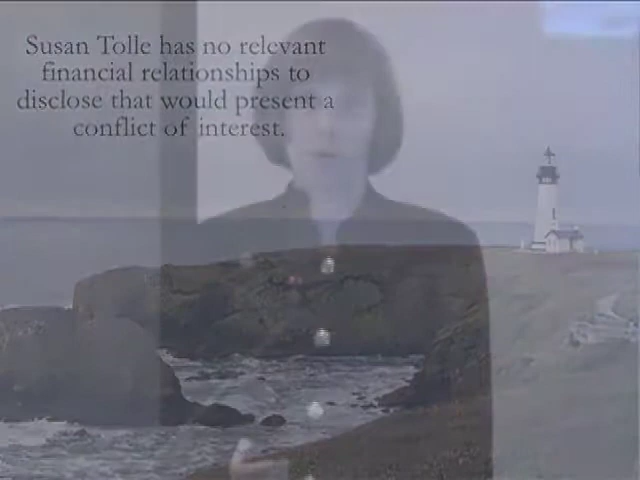 Susan Tolle has no relevant
financial relationships to
disclose that would present a
conflict of interest.